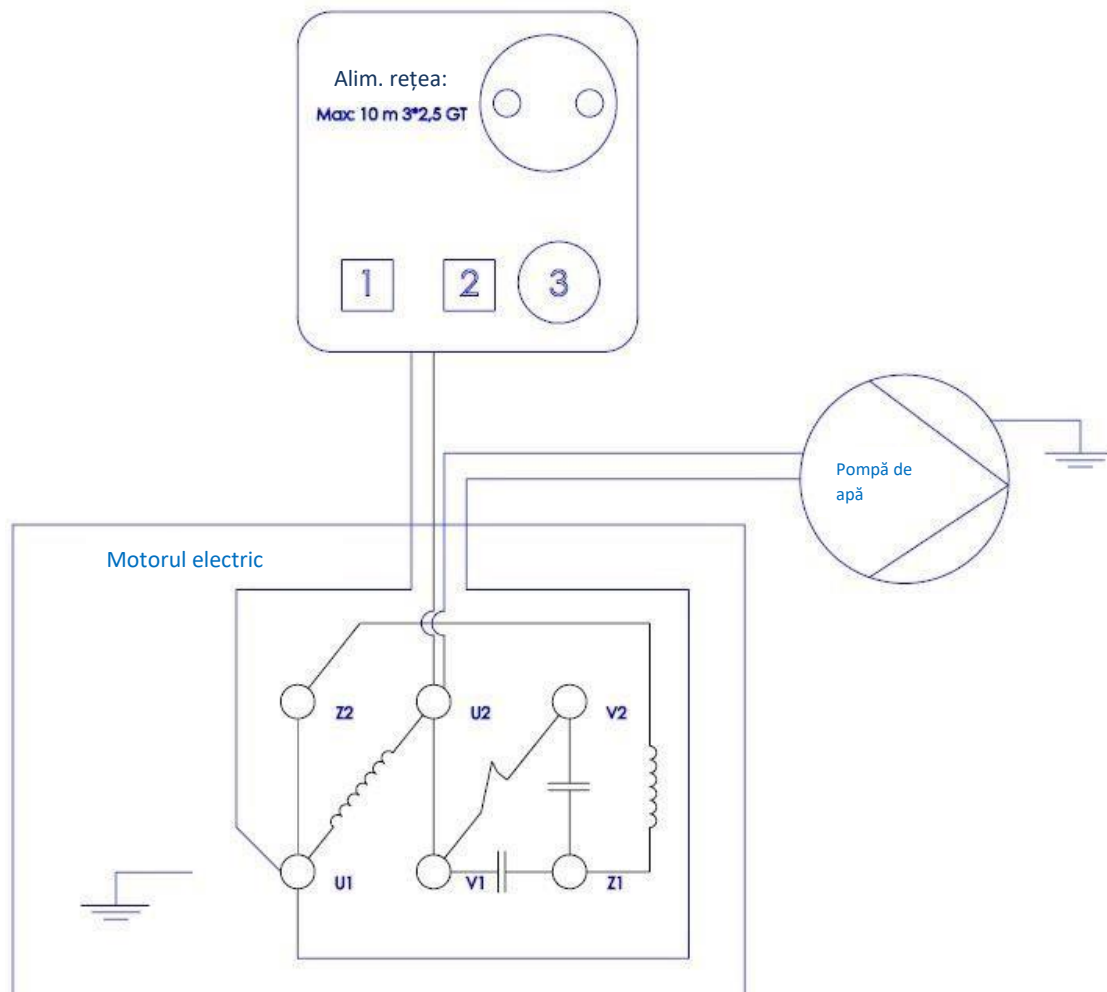 Alim. rețea:
Max: 10 m 3*2,5 GT
1 2 3
Pompă de
apă
Motorul electric
Z2 U2 V2
U1 V1 Z1